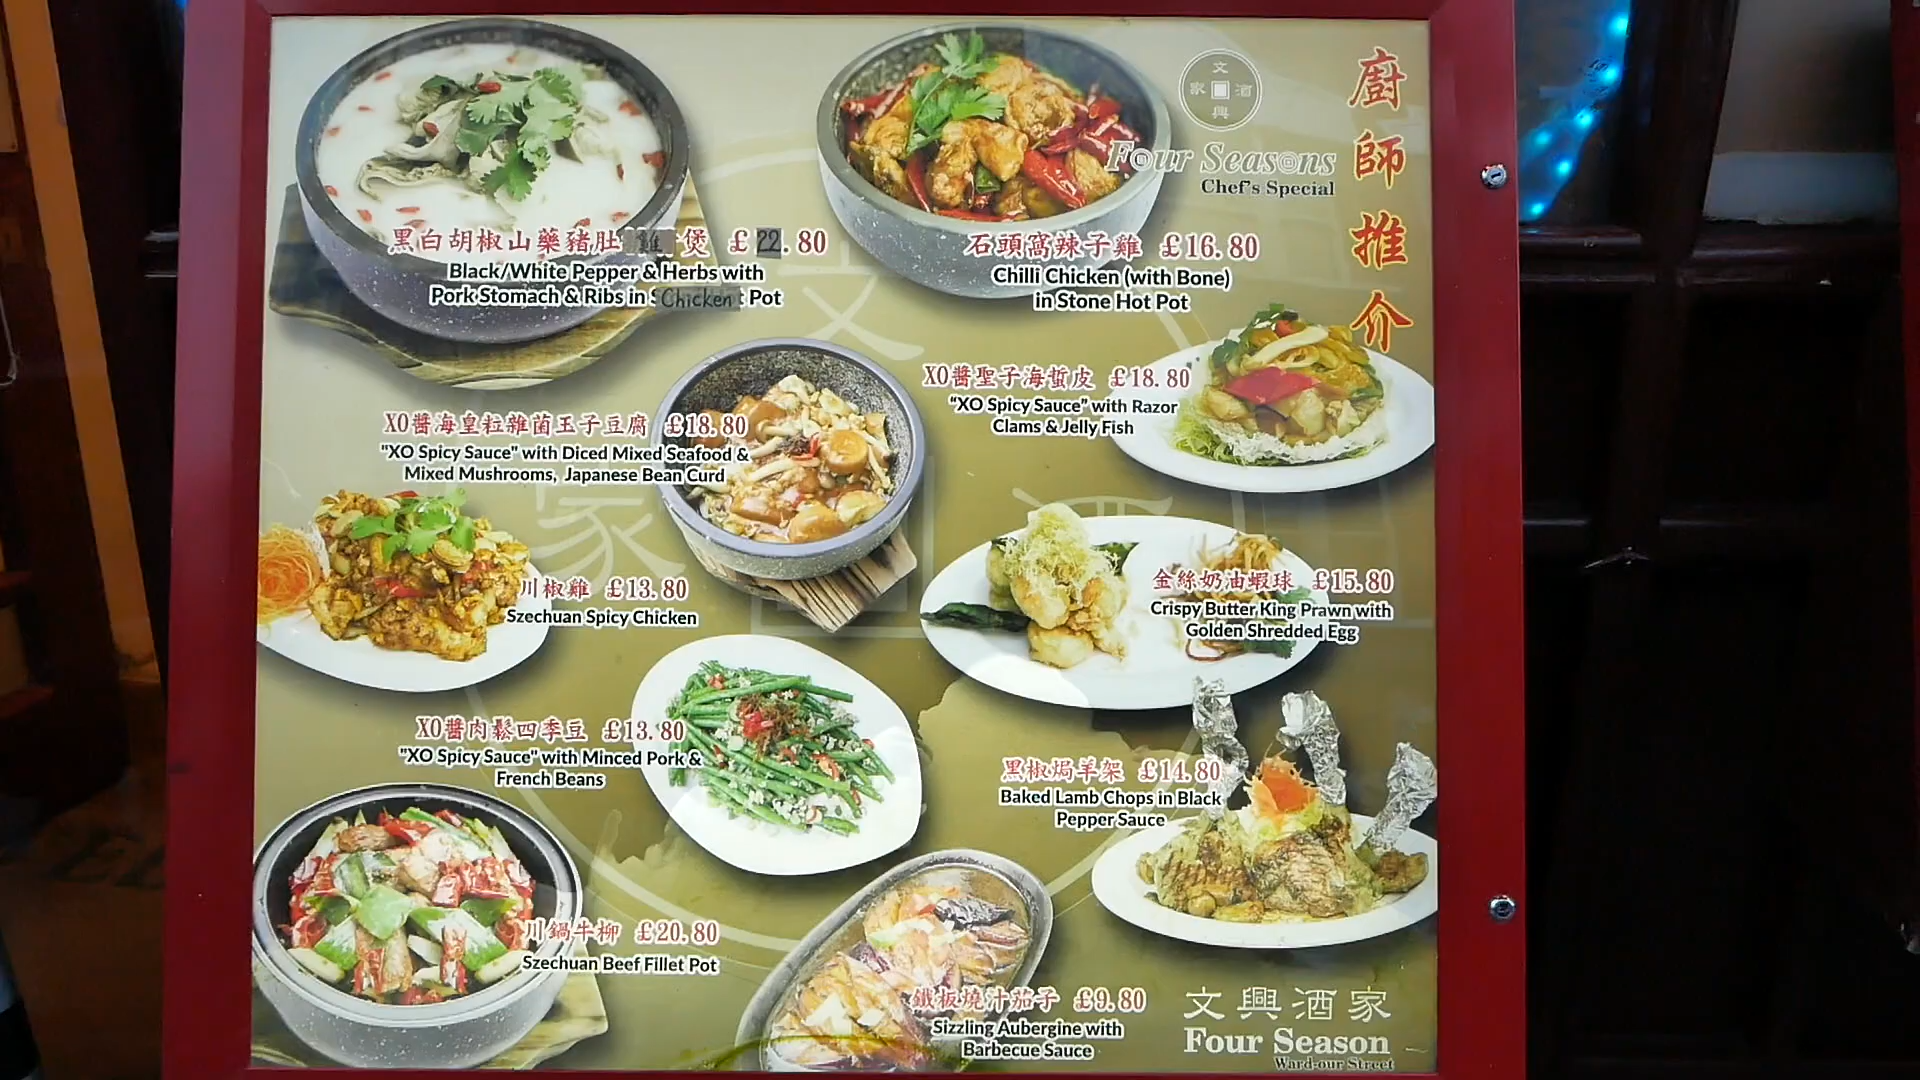 文
家 酒
興
Four Seasons
Chef's Special
廚師推介
黑白胡椒山藥豬肚雞煲 £22.80
Black/White Pepper & Herbs with
Pork Stomach & Ribs in Chicken Pot
石頭窩辣子雞 £16.80
Chilli Chicken (with Bone)
in Stone Hot Pot
XO醬聖子海蜇皮 £18.80
"XO Spicy Sauce" with Razor
Clams & Jelly Fish
XO醬海皇粒雜菌玉子豆腐 £18.80
"XO Spicy Sauce" with Diced Mixed Seafood &
Mixed Mushrooms, Japanese Bean Curd
川椒雞 £13.80
Szechuan Spicy Chicken
金絲奶油蝦球 £15.80
Crispy Butter King Prawn with
Golden Shredded Egg
XO醬肉鬆四季豆 £13.80
"XO Spicy Sauce" with Minced Pork &
French Beans
黑椒焗羊架 £14.80
Baked Lamb Chops in Black
Pepper Sauce
川鍋牛柳 £20.80
Szechuan Beef Fillet Pot
鐵板燒汁茄子 £9.80
Sizzling Aubergine with
Barbecue Sauce
文興酒家
Four Season
Ward-our Street